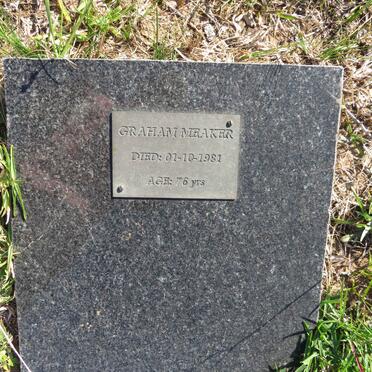 GRAHAM MEAKER
DIED: 01-10-1981
AGE: 76 yrs